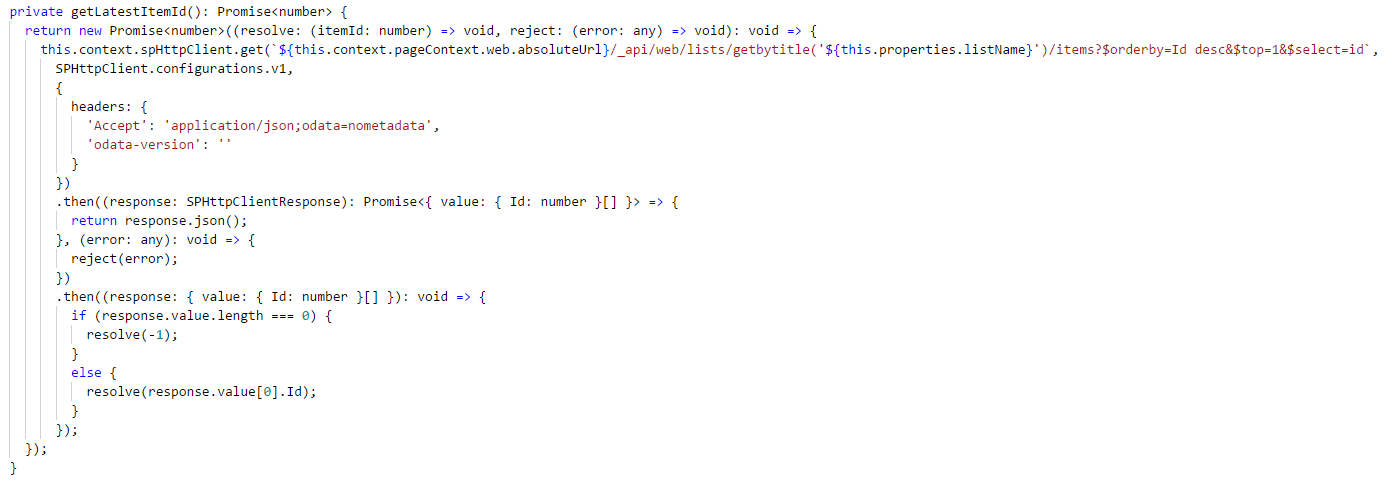 private getLatestItemId(): Promise<number> {
  return new Promise<number>((resolve: (itemId: number) => void, reject: (error: any) => void): void => {
    this.context.spHttpClient.get(`${this.context.pageContext.web.absoluteUrl}/_api/web/lists/getbytitle('${this.properties.listName}')/items?$orderby=Id desc&$top=1&$select=id`,
      SPHttpClient.configurations.v1,
      {
        headers: {
          'Accept': 'application/json;odata=nometadata',
          'odata-version': ''
        }
      })
      .then((response: SPHttpClientResponse): Promise<{ value: { Id: number }[] }> => {
        return response.json();
      }, (error: any): void => {
        reject(error);
      })
      .then((response: { value: { Id: number }[] }): void => {
        if (response.value.length === 0) {
          resolve(-1);
        }
        else {
          resolve(response.value[0].Id);
        }
      });
  });
}